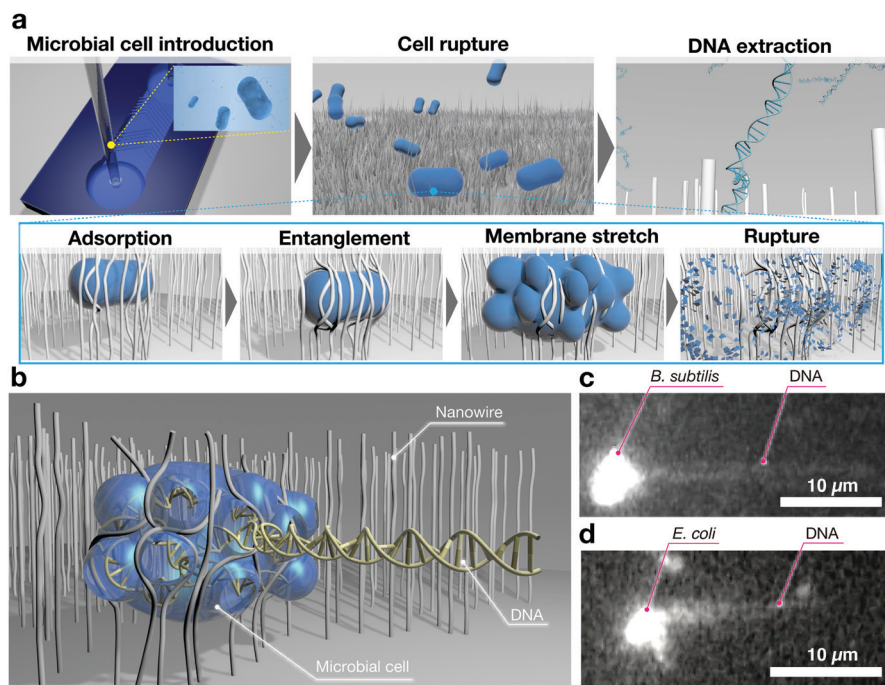 a
Microbial cell introduction
Cell rupture
DNA extraction
Adsorption
Entanglement
Membrane stretch
Rupture
b
Nanowire
DNA
Microbial cell
c
B. subtilis
DNA
10 µm
d
E. coli
DNA
10 µm